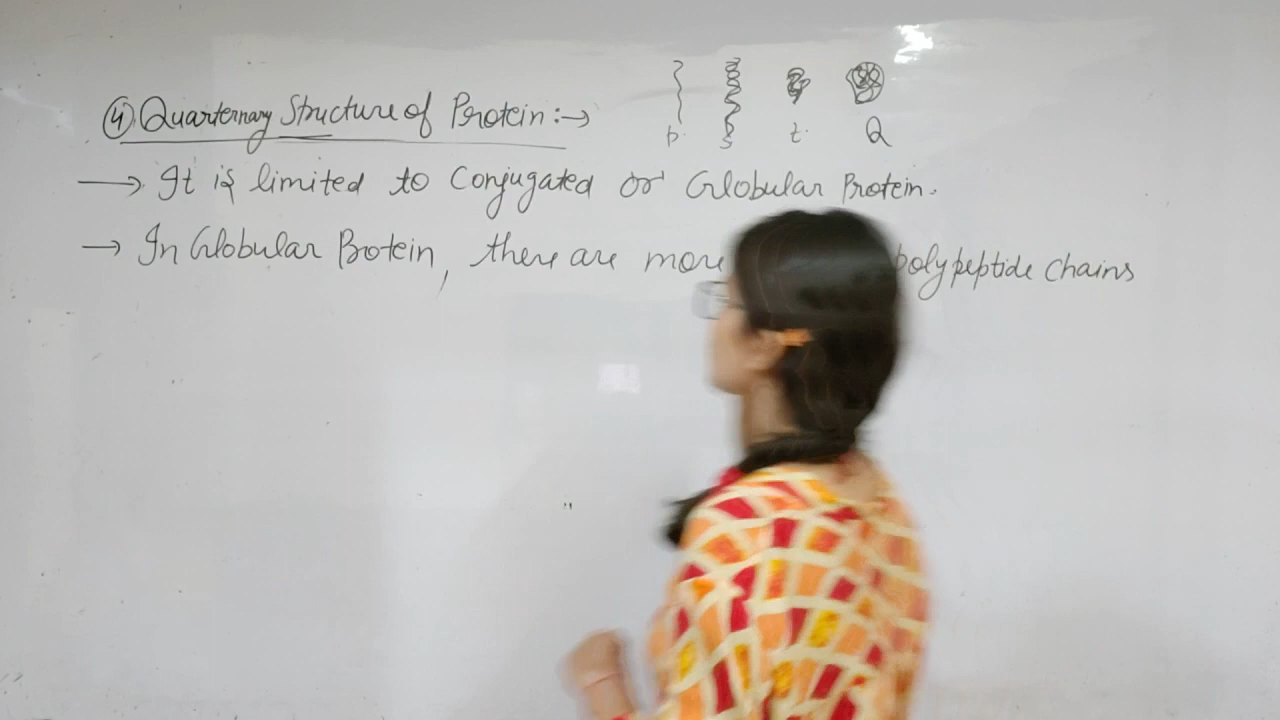 p. s t. Q
④ Quarternary Structure of Protein :→
→ It is limited to Conjugated or Globular Protein.
→ In Globular Protein, there are more polypeptide chains